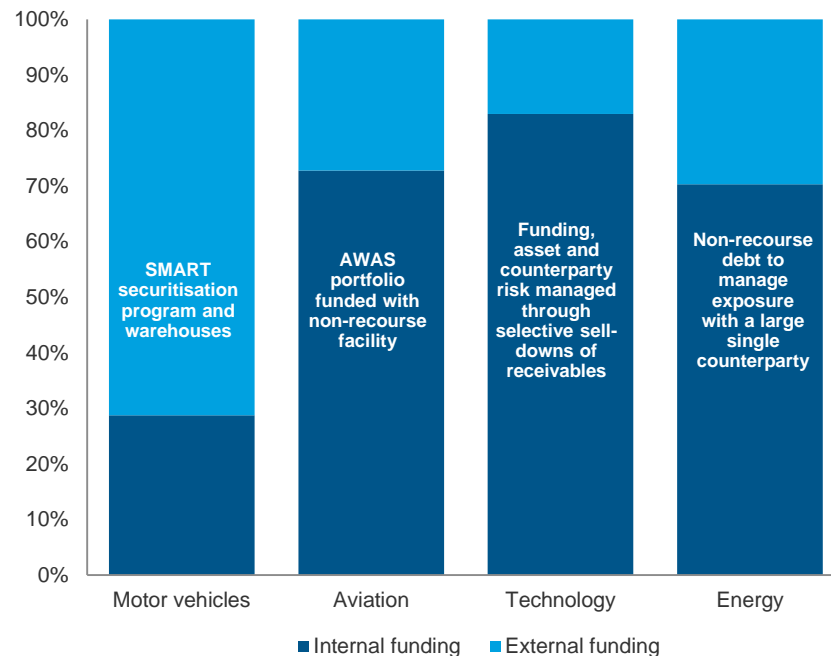 100%
90%
80%
70%
60%
50%
40%
30%
20%
10%
0%
SMART
securitisation
program and
warehouses
AWAS
portfolio
funded with
non-recourse
facility
Funding,
asset and
counterparty
risk managed
through
selective sell-
downs of
receivables
Non-recourse
debt to
manage
exposure
with a large
single
counterparty
Motor vehicles
Aviation
Technology
Energy
Internal funding
External funding